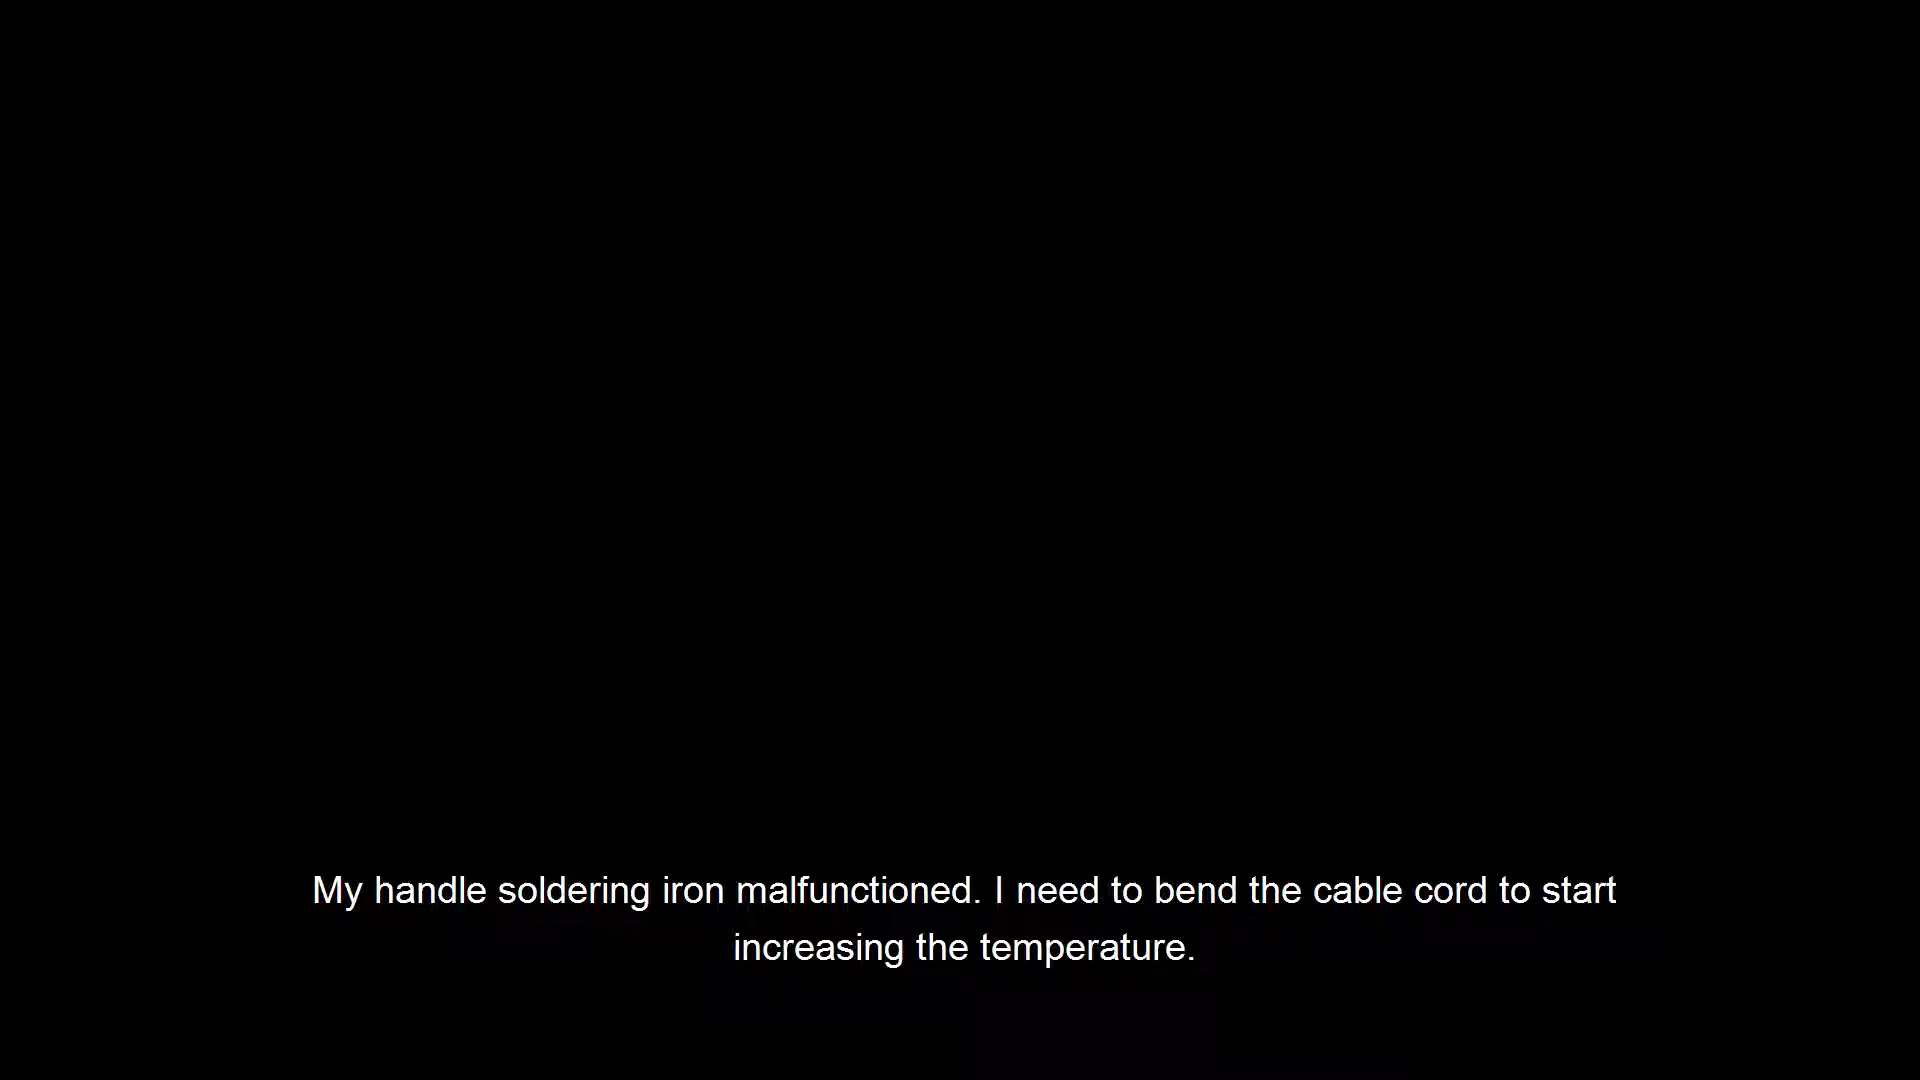 My handle soldering iron malfunctioned. I need to bend the cable cord to start
increasing the temperature.